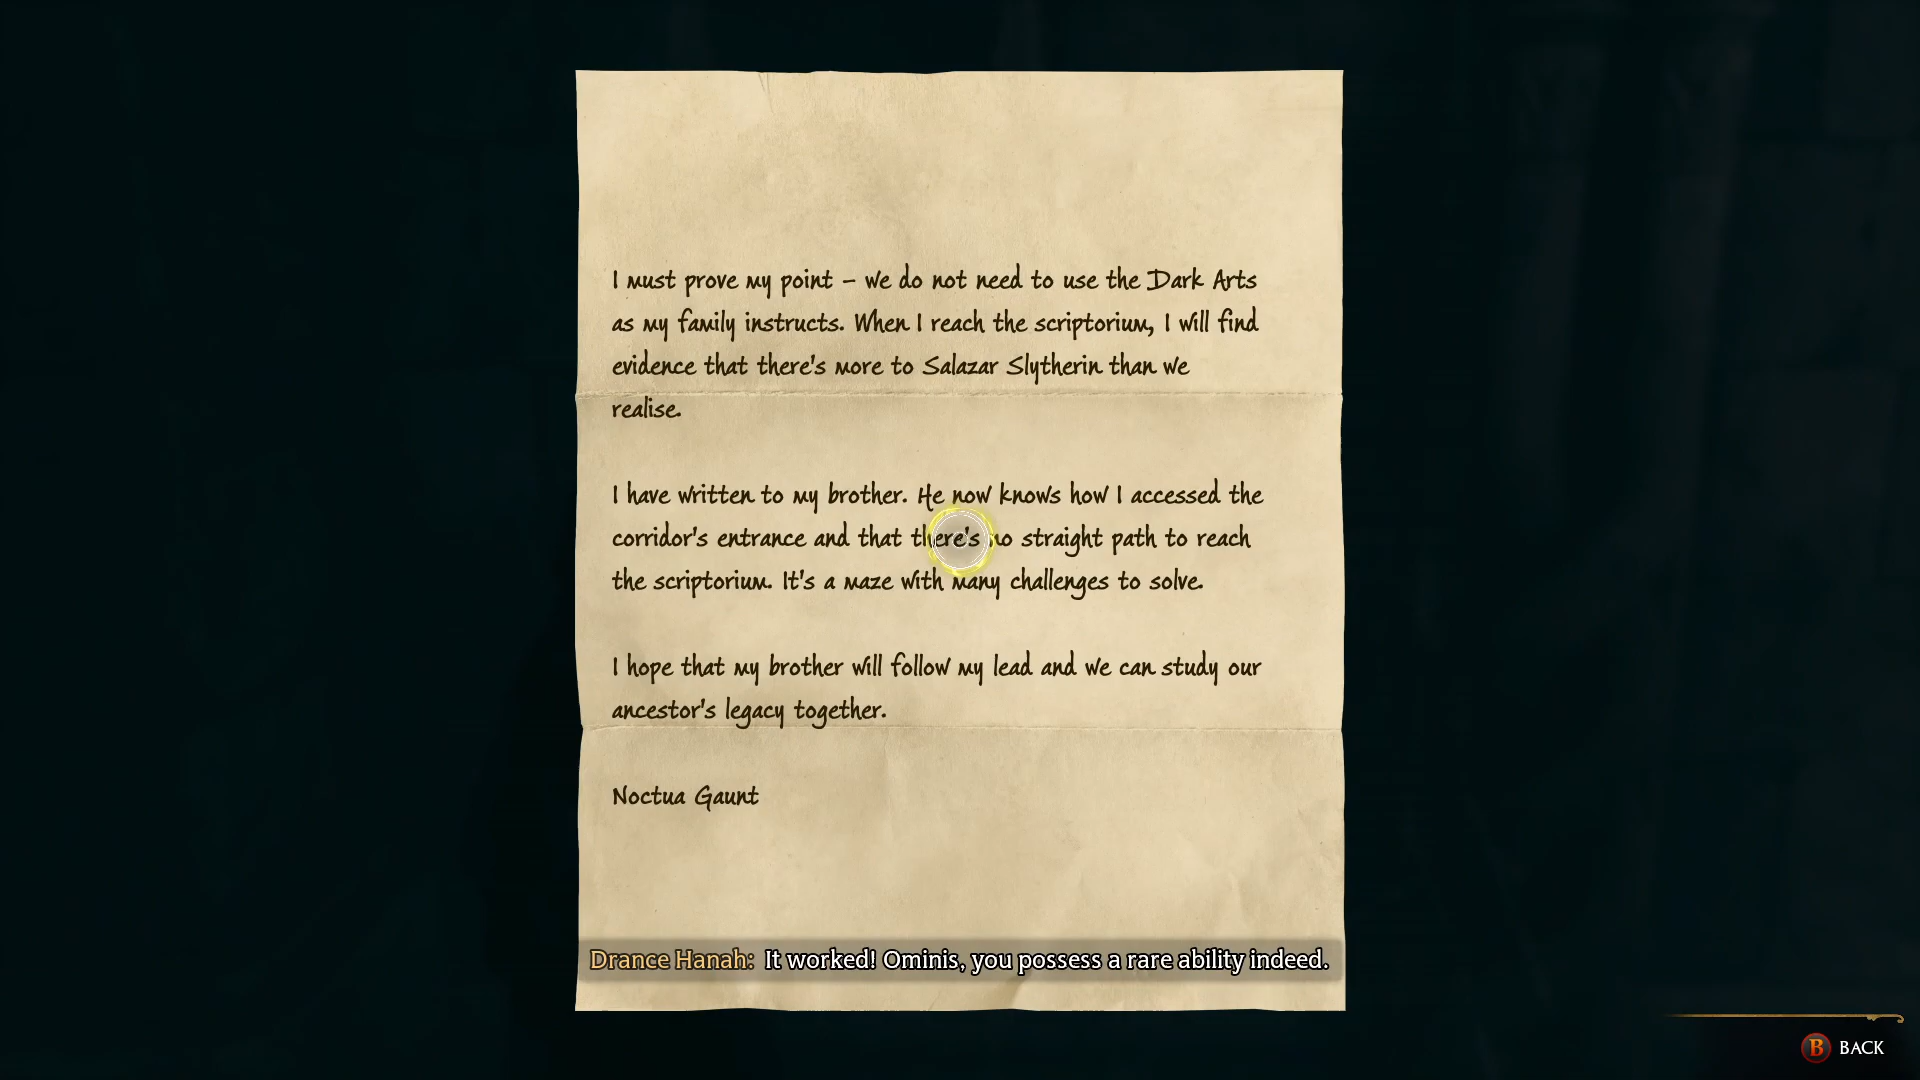 I must prove my point – we do not need to use the Dark Arts
as my family instructs. When I reach the scriptorium, I will find
evidence that there's more to Salazar Slytherin than we
realise.
I have written to my brother. He now knows how I accessed the
corridor's entrance and that there's no straight path to reach
the scriptorium. It's a maze with many challenges to solve.
I hope that my brother will follow my lead and we can study our
ancestor's legacy together.
Noctua Gaunt
Drance Hanah: It worked! Ominis, you possess a rare ability indeed.
B BACK